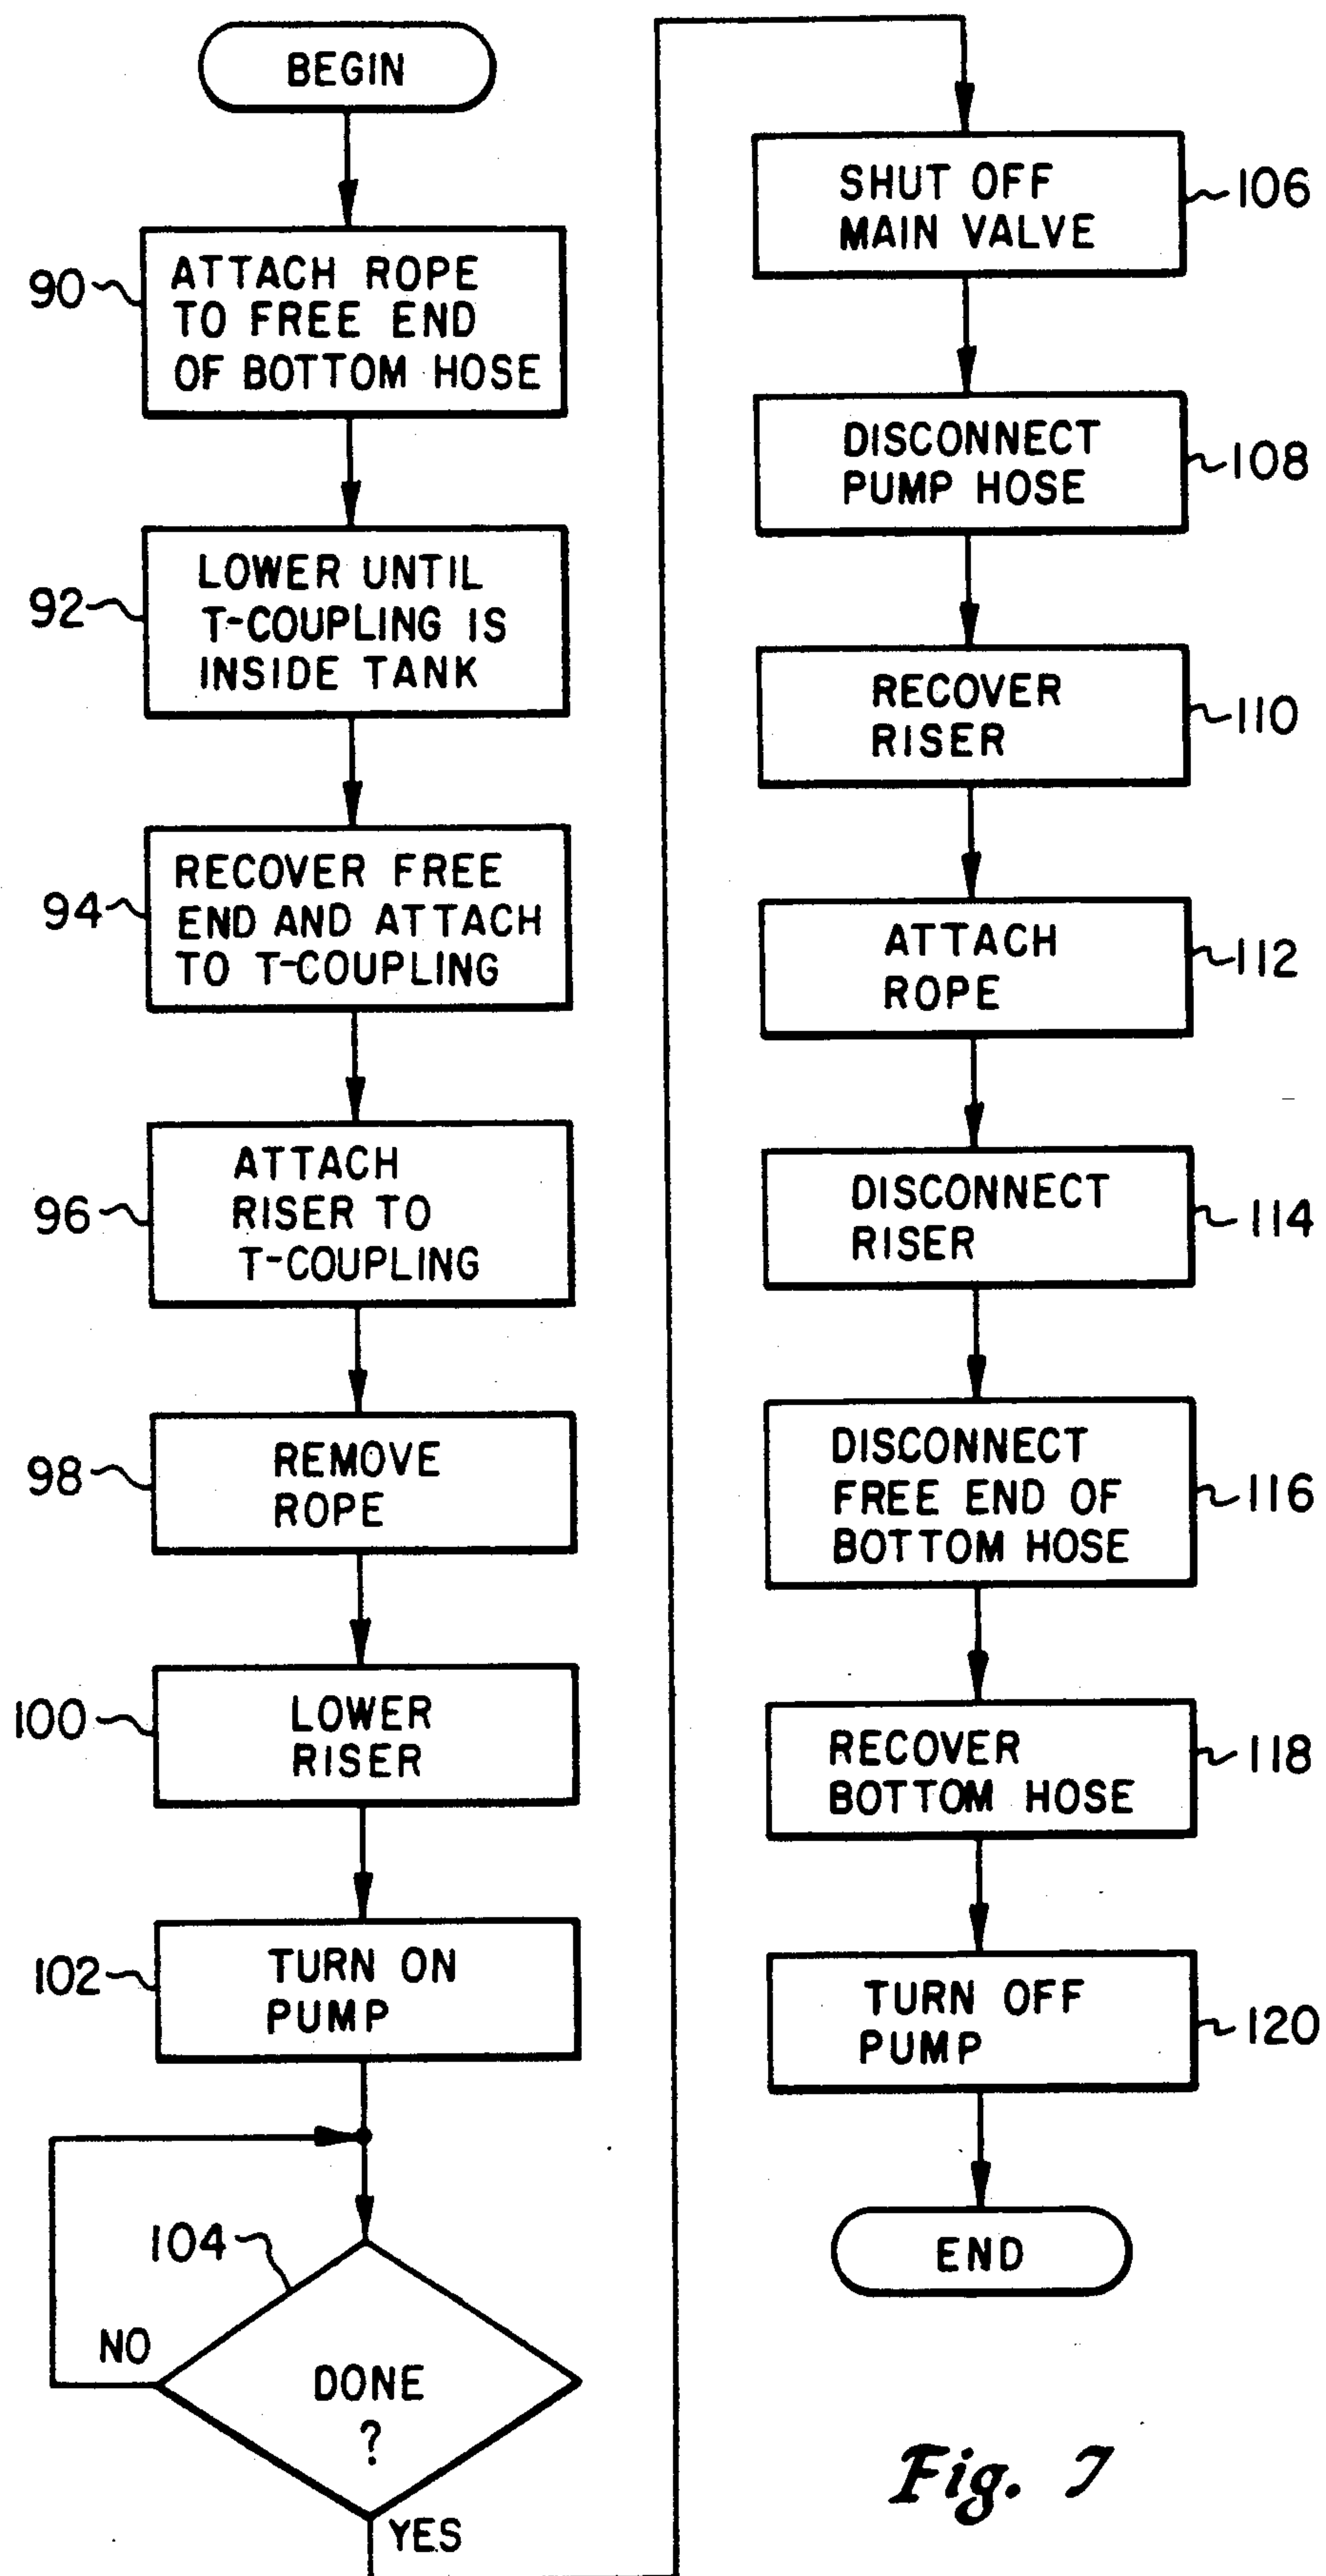 BEGIN
90
ATTACH ROPE
TO FREE END
OF BOTTOM HOSE
92
LOWER UNTIL
T-COUPLING IS
INSIDE TANK
94
RECOVER FREE
END AND ATTACH
TO T-COUPLING
96
ATTACH
RISER TO
T-COUPLING
98
REMOVE
ROPE
100
LOWER
RISER
102
TURN ON
PUMP
104
NO
DONE
?
YES
SHUT OFF
MAIN VALVE
106
DISCONNECT
PUMP HOSE
108
RECOVER
RISER
110
ATTACH
ROPE
112
DISCONNECT
RISER
114
DISCONNECT
FREE END OF
BOTTOM HOSE
116
RECOVER
BOTTOM HOSE
118
TURN OFF
PUMP
120
END
Fig. 7